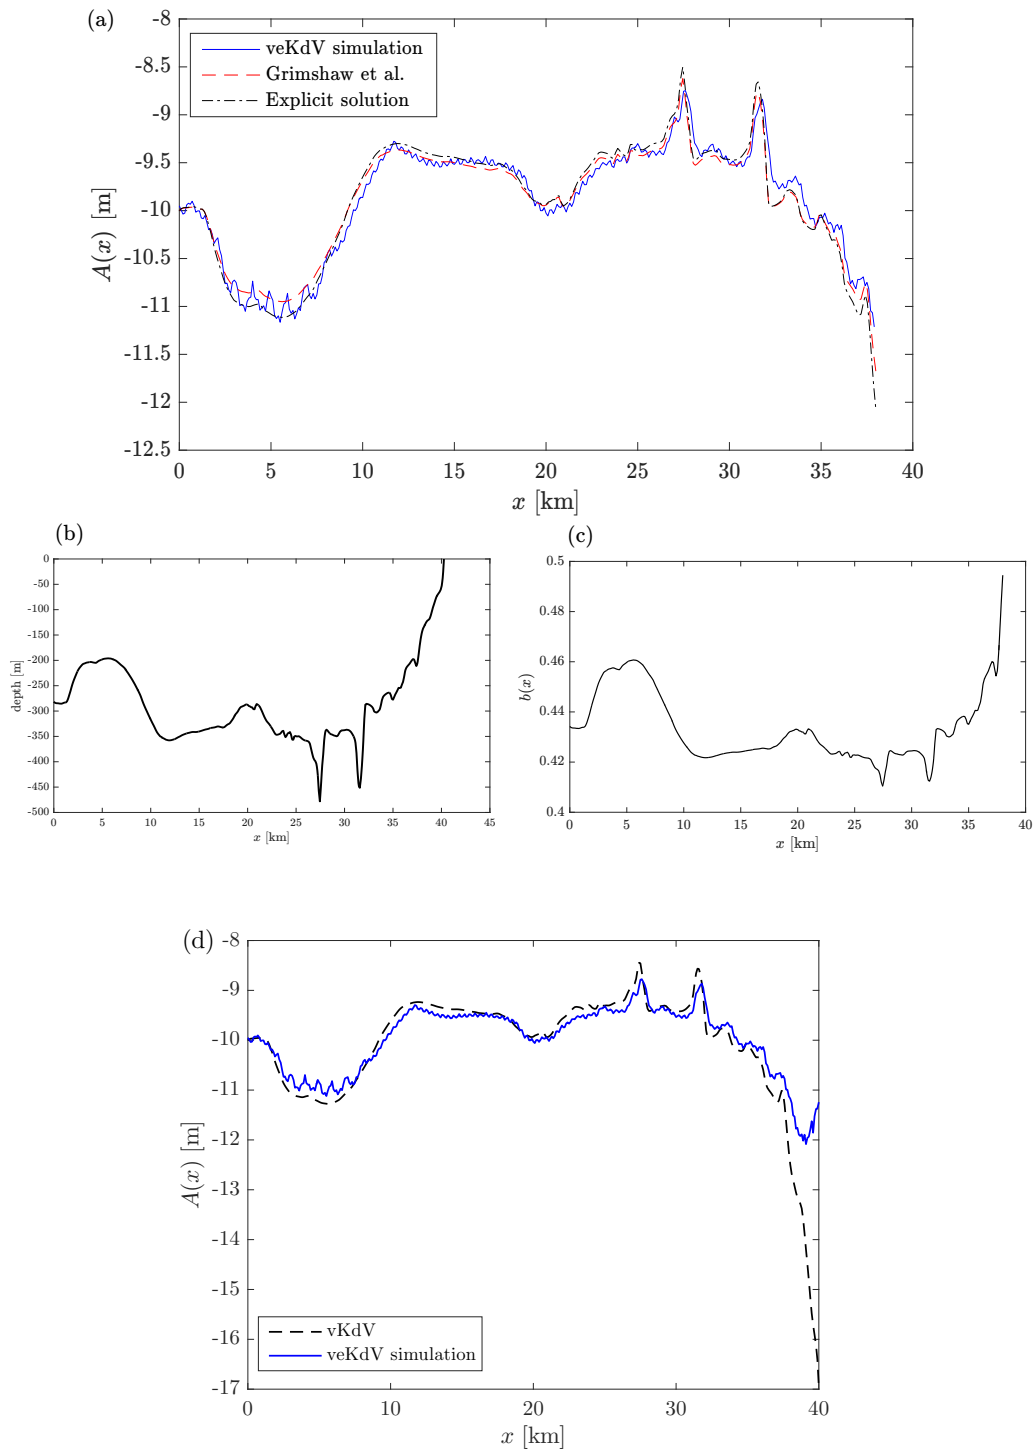 (a)
-8
-8.5
-9
-9.5
-10
-10.5
-11
-11.5
-12
-12.5
A(x) [m]
veKdV simulation
Grimshaw et al.
Explicit solution
0 5 10 15 20 25 30 35 40
x [km]
(b)
0
-50
-100
-150
-200
-250
-300
-350
-400
-450
-500
depth [m]
0 5 10 15 20 25 30 35 40 45
x [km]
(c)
0.5
0.48
0.46
0.44
0.42
0.4
b(x)
0 5 10 15 20 25 30 35 40
x [km]
(d)
-8
-9
-10
-11
-12
-13
-14
-15
-16
-17
A(x) [m]
vKdV
veKdV simulation
0 10 20 30 40
x [km]